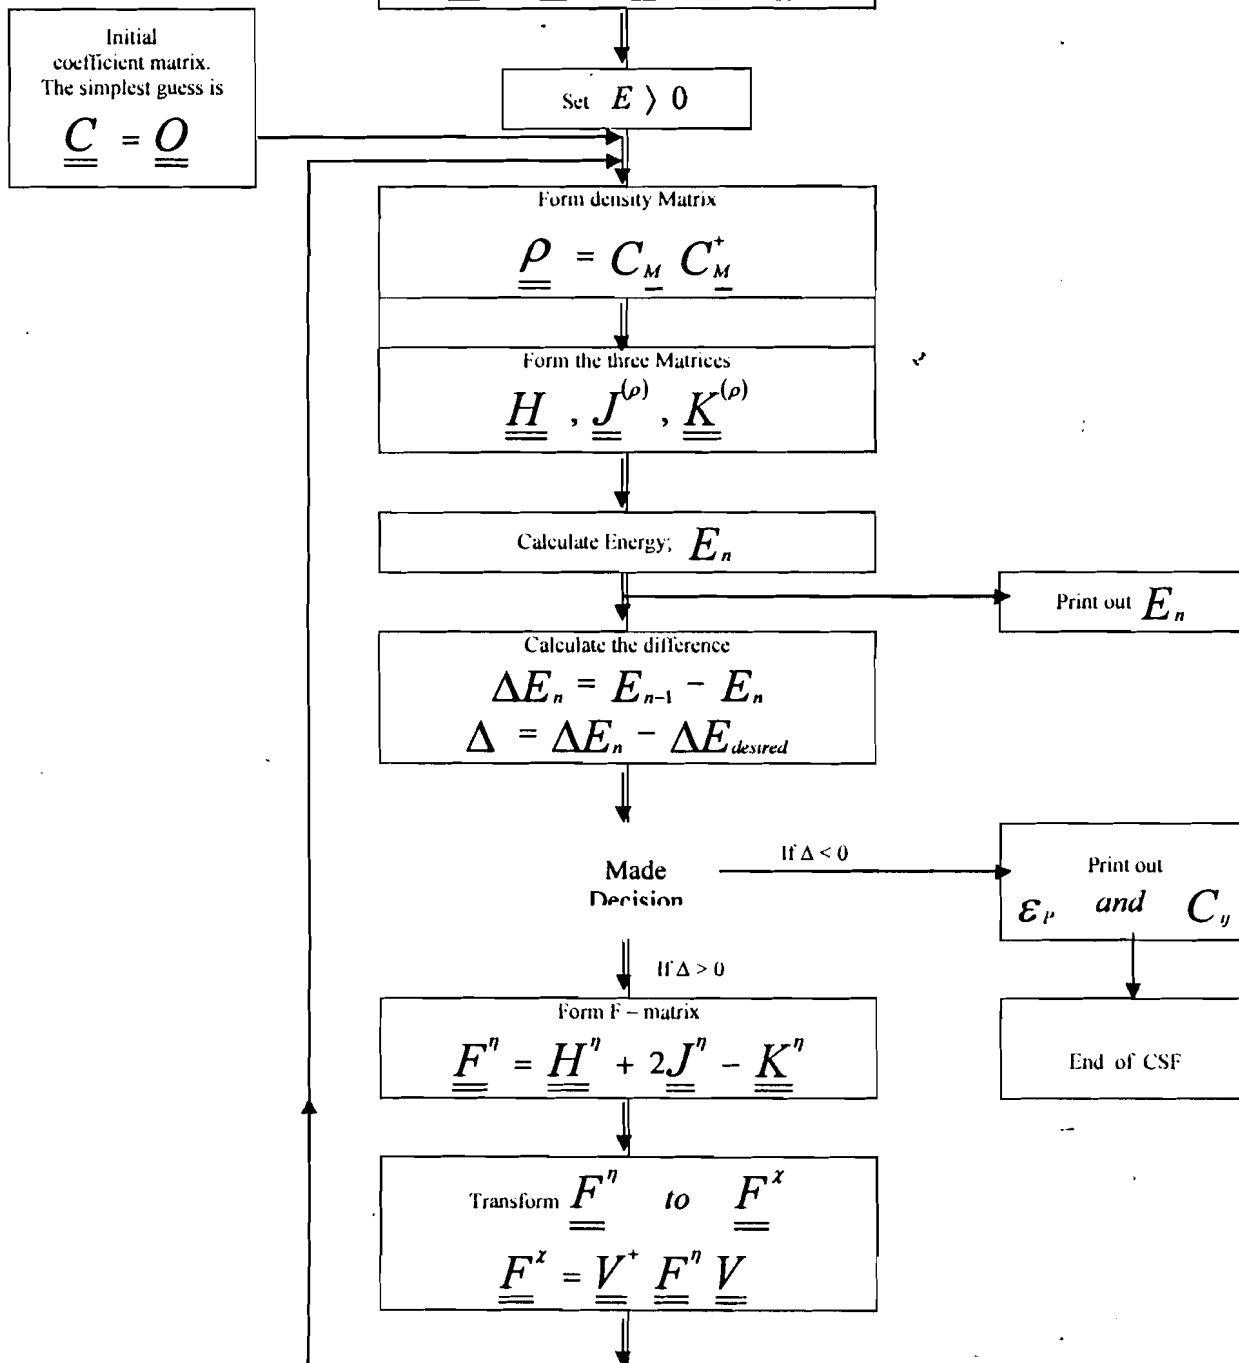 Initial
coefficient matrix.
The simplest guess is
C = O
Set E ⟩ 0
Form density Matrix
ρ = C_M C_M^+
Form the three Matrices
H , J^(ρ) , K^(ρ)
Calculate Energy; E_n
Print out E_n
Calculate the difference
ΔE_n = E_{n-1} - E_n
Δ = ΔE_n - ΔE_desired
Made
Decision
If Δ < 0
Print out
ε_P and C_ij
If Δ > 0
Form F – matrix
F^η = H^η + 2J^η - K^η
End of CSF
Transform F^η to F^χ
F^χ = V^+ F^η V